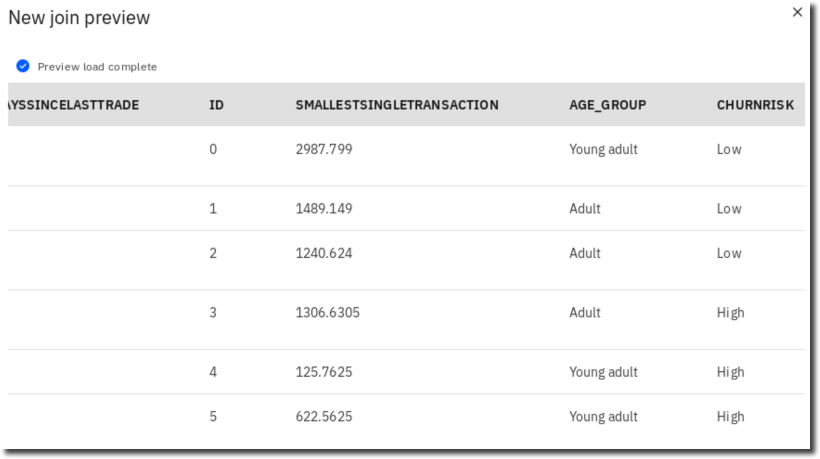 New join preview
Preview load complete
AYSSINCELASTTRADE ID SMALLESTSINGLETRANSACTION AGE_GROUP CHURNRISK
0 2987.799 Young adult Low
1 1489.149 Adult Low
2 1240.624 Adult Low
3 1306.6305 Adult High
4 125.7625 Young adult High
5 622.5625 Young adult High